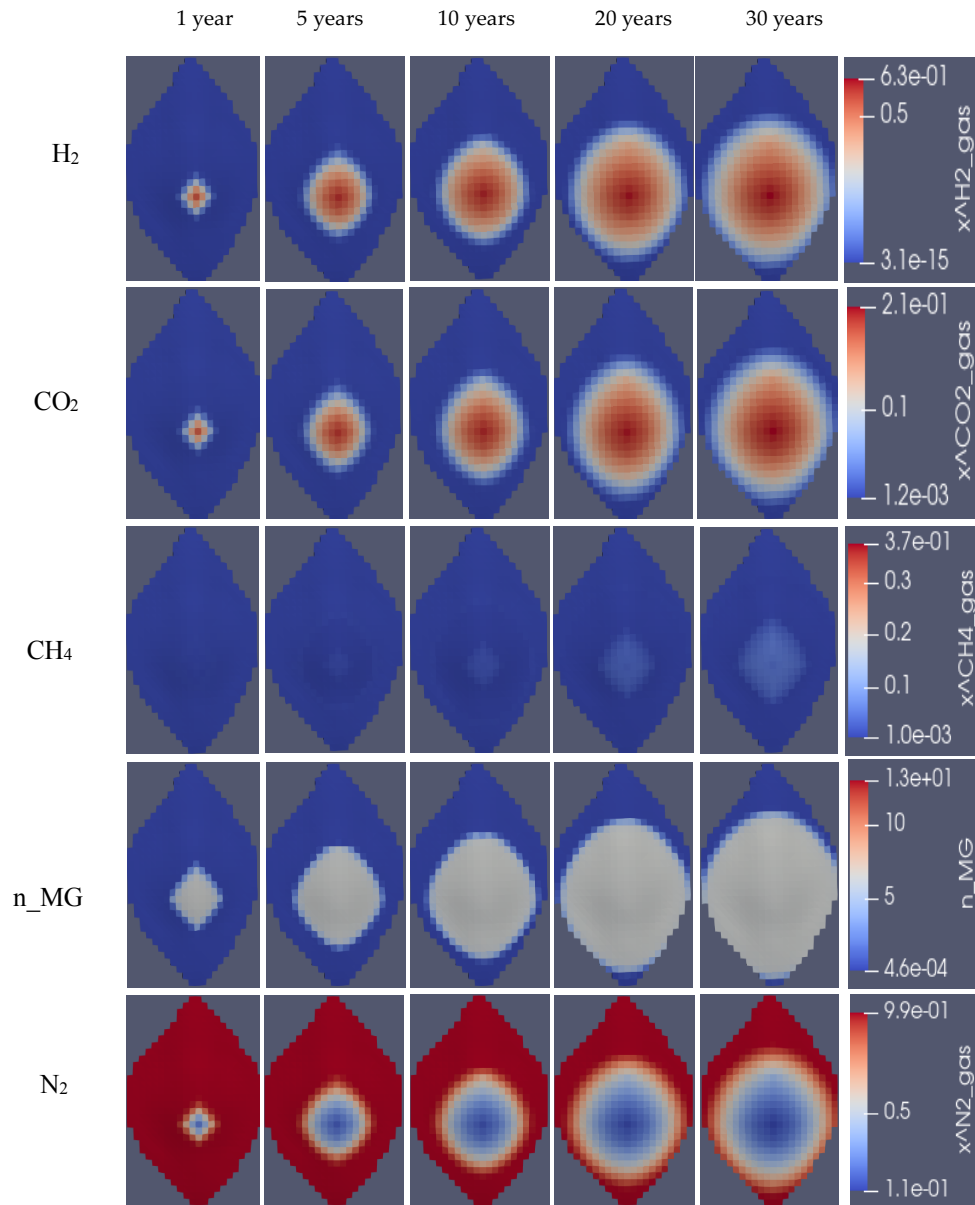 1 year 5 years 10 years 20 years 30 years
H₂
6.3e-01
0.5
3.1e-15
x^H2_gas
CO₂
2.1e-01
0.1
1.2e-03
x^CO2_gas
CH₄
3.7e-01
0.3
0.2
0.1
1.0e-03
x^CH4_gas
n_MG
1.3e+01
10
5
4.6e-04
n_MG
N₂
9.9e-01
0.5
1.1e-01
x^N2_gas